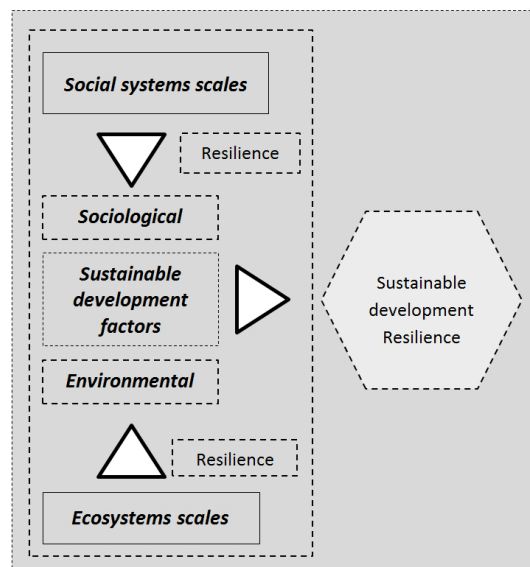 Social systems scales
Resilience
Sociological
Sustainable
development
factors
Sustainable
development
Resilience
Environmental
Resilience
Ecosystems scales